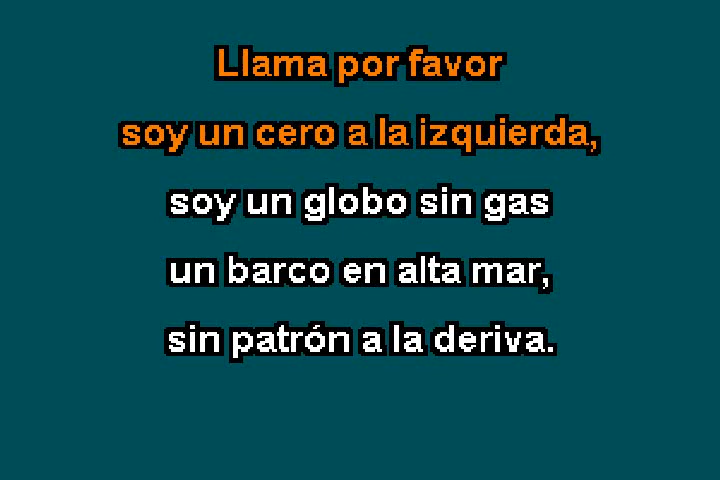 Llama por favor
soy un cero a la izquierda,
soy un globo sin gas
un barco en alta mar,
sin patrón a la deriva.